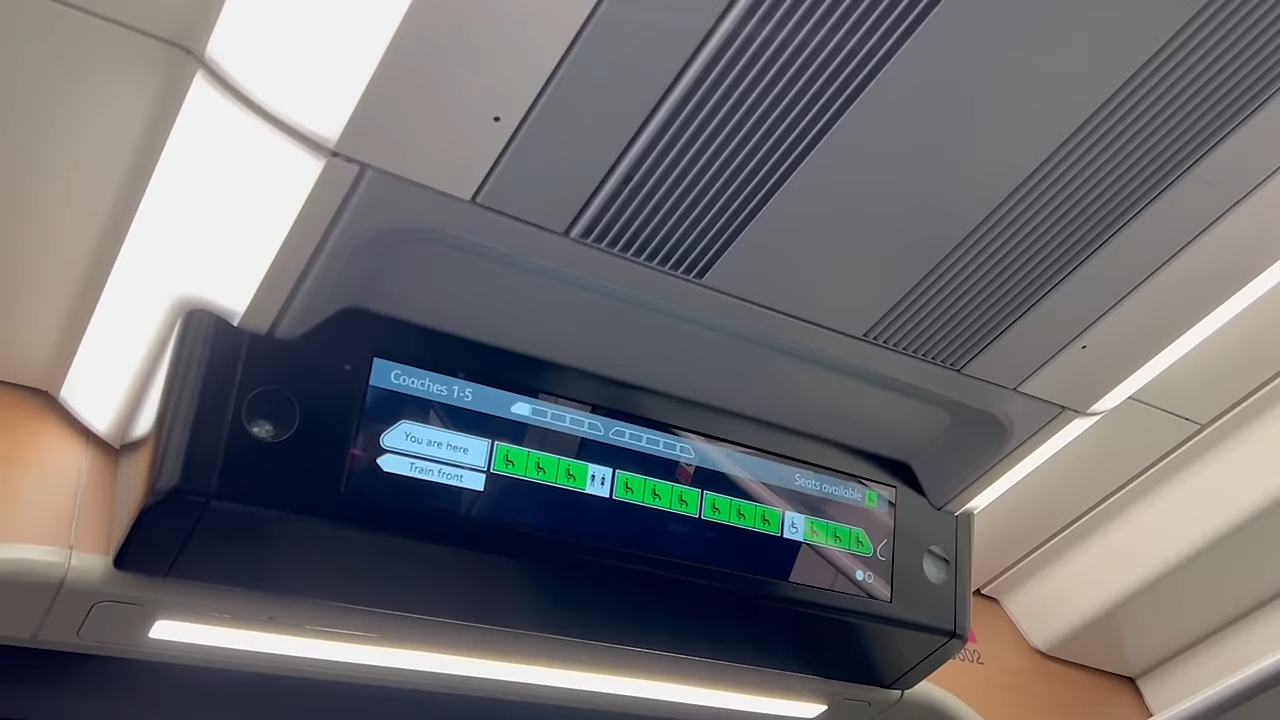 Coaches 1-5
Seats available
You are here
Train front